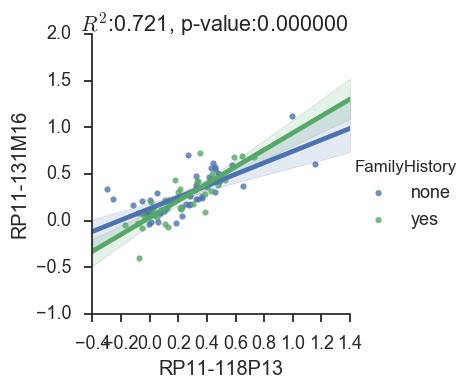 R²:0.721, p-value:0.000000
2.0
1.5
1.0
0.5
0.0
−0.5
−1.0
RP11-131M16
FamilyHistory
none
yes
−0.4−0.20.0 0.2 0.4 0.6 0.8 1.0 1.2 1.4
RP11-118P13